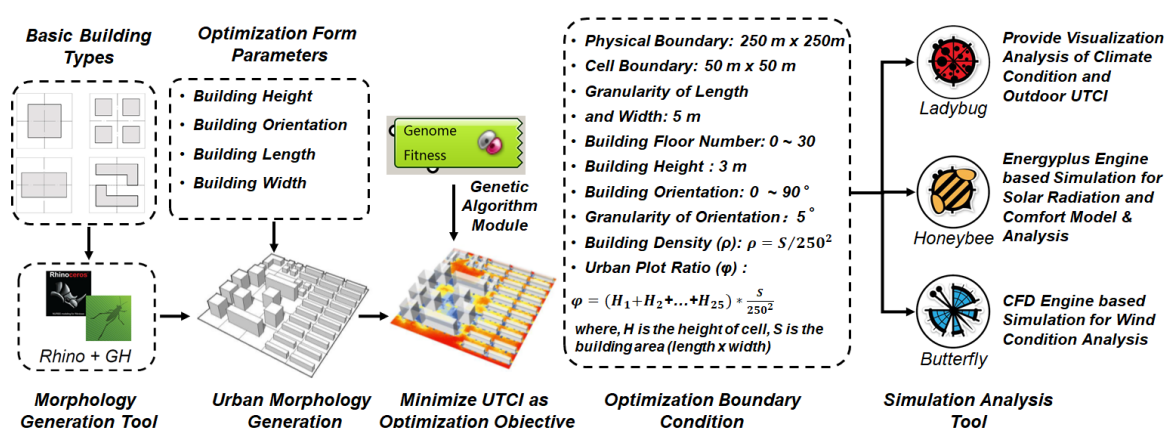 Basic Building
Types
Rhinoceros
Rhino + GH
Morphology
Generation Tool
Optimization Form
Parameters
• Building Height
• Building Orientation
• Building Length
• Building Width
Urban Morphology
Generation
Genome
Fitness
Genetic
Algorithm
Module
Minimize UTCI as
Optimization Objective
• Physical Boundary: 250 m x 250m
• Cell Boundary: 50 m x 50 m
• Granularity of Length
• and Width: 5 m
• Building Floor Number: 0 ~ 30
• Building Height : 3 m
• Building Orientation: 0 ~ 90°
• Granularity of Orientation: 5°
• Building Density (ρ): ρ = S/250²
• Urban Plot Ratio (φ) :
φ = (H₁+H₂+...+H₂₅) * S/250²
where, H is the height of cell, S is the
building area (length x width)
Optimization Boundary
Condition
Ladybug
Provide Visualization
Analysis of Climate
Condition and
Outdoor UTCI
Honeybee
Energyplus Engine
based Simulation for
Solar Radiation and
Comfort Model &
Analysis
Butterfly
CFD Engine based
Simulation for Wind
Condition Analysis
Simulation Analysis
Tool